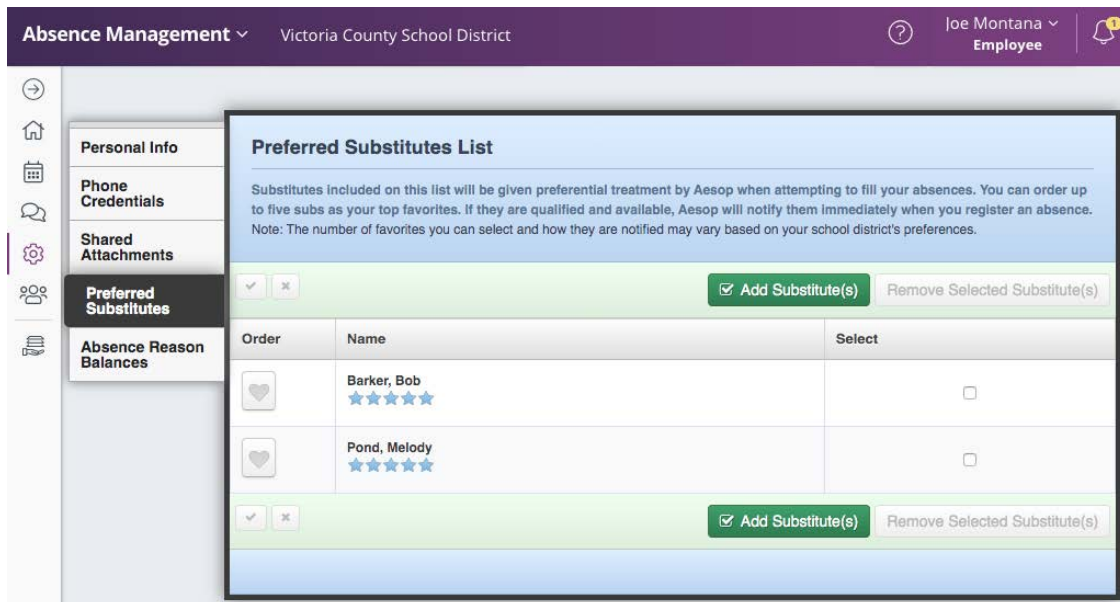 Absence Management Victoria County School District Joe Montana
Employee
1
Personal Info
Phone
Credentials
Shared
Attachments
Preferred
Substitutes
Absence Reason
Balances
Preferred Substitutes List
Substitutes included on this list will be given preferential treatment by Aesop when attempting to fill your absences. You can order up
to five subs as your top favorites. If they are qualified and available, Aesop will notify them immediately when you register an absence.
Note: The number of favorites you can select and how they are notified may vary based on your school district's preferences.
Add Substitute(s) Remove Selected Substitute(s)
Order Name Select
Barker, Bob
Pond, Melody
Add Substitute(s) Remove Selected Substitute(s)